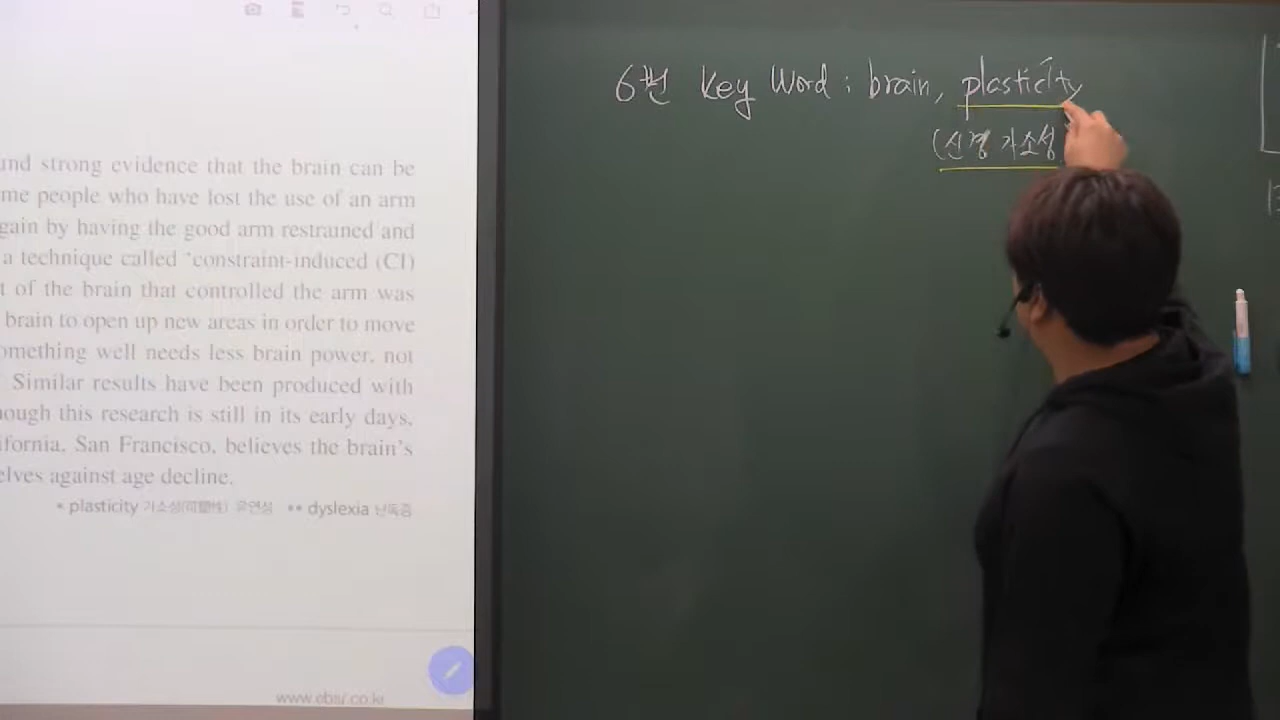 und strong evidence that the brain can be
me people who have lost the use of an arm
gain by having the good arm restrained and
a technique called *constraint-induced (CI)
t of the brain that controlled the arm was
brain to open up new areas in order to move
omething well needs less brain power, not
Similar results have been produced with
hough this research is still in its early days,
ifornia, San Francisco, believes the brain's
elves against age decline.
* plasticity 가소성(可塑性) 유연성 ** dyslexia 난독증
www.ebsi.co.kr
6번 Key Word : brain, plasticity
(신경 가소성